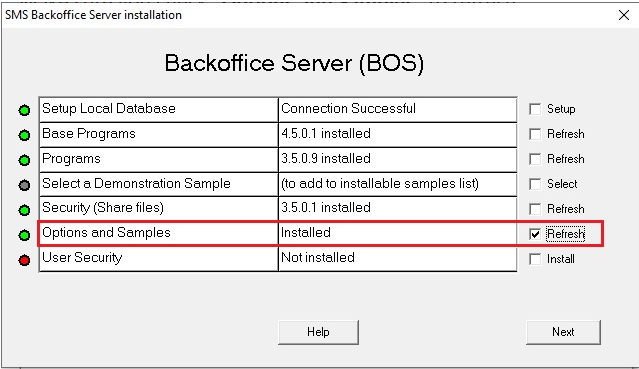 SMS Backoffice Server installation
Backoffice Server (BOS)
Setup Local Database Connection Successful Setup
Base Programs 4.5.0.1 installed Refresh
Programs 3.5.0.9 installed Refresh
Select a Demonstration Sample (to add to installable samples list) Select
Security (Share files) 3.5.0.1 installed Refresh
Options and Samples Installed Refresh
User Security Not installed Install
Help Next